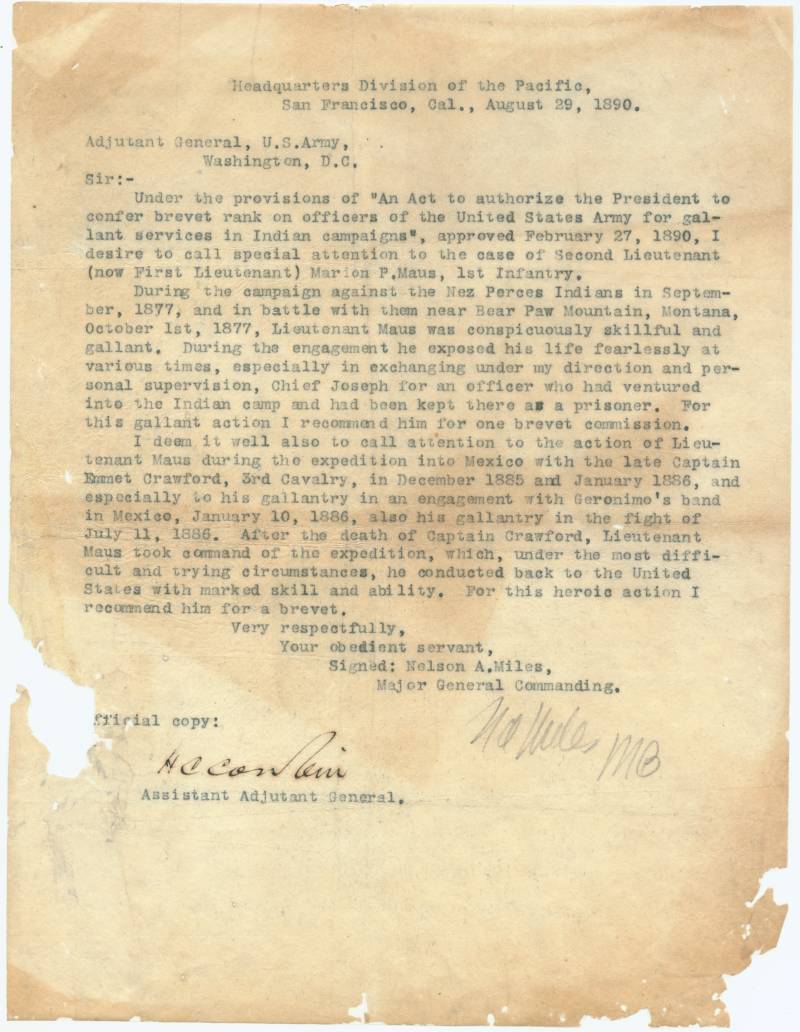 Headquarters Division of the Pacific,
San Francisco, Cal., August 29, 1890.
Adjutant General, U.S.Army,
Washington, D.C.
Sir:-
Under the provisions of "An Act to authorize the President to
confer brevet rank on officers of the United States Army for gal-
lant services in Indian campaigns", approved February 27, 1890, I
desire to call special attention to the case of Second Lieutenant
(now First Lieutenant) Marion P.Maus, 1st Infantry.
During the campaign against the Nez Perces Indians in Septem-
ber, 1877, and in battle with them near Bear Paw Mountain, Montana,
October 1st, 1877, Lieutenant Maus was conspicuously skillful and
gallant. During the engagement he exposed his life fearlessly at
various times, especially in exchanging under my direction and per-
sonal supervision, Chief Joseph for an officer who had ventured
into the Indian camp and had been kept there as a prisoner. For
this gallant action I recommend him for one brevet commission.
I deem it well also to call attention to the action of Lieu-
tenant Maus during the expedition into Mexico with the late Captain
Emmet Crawford, 3rd Cavalry, in December 1885 and January 1886, and
especially to his gallantry in an engagement with Geronimo's band
in Mexico, January 10, 1886, also his gallantry in the fight of
July 11, 1886. After the death of Captain Crawford, Lieutenant
Maus took command of the expedition, which, under the most diffi-
cult and trying circumstances, he conducted back to the United
States with marked skill and ability. For this heroic action I
recommend him for a brevet.
Very respectfully,
Your obedient servant,
Signed: Nelson A.Miles,
Major General Commanding.
fficial copy:
Miles
Assistant Adjutant General.